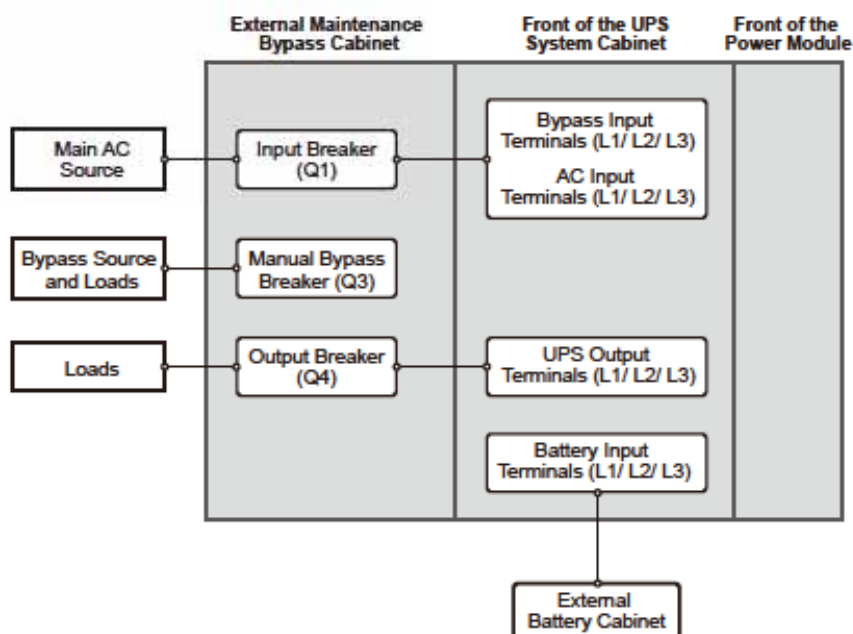 External Maintenance
Bypass Cabinet
Front of the UPS
System Cabinet
Front of the
Power Module
Main AC
Source
Input Breaker
(Q1)
Bypass Input
Terminals (L1/ L2/ L3)
AC Input
Terminals (L1/ L2/ L3)
Bypass Source
and Loads
Manual Bypass
Breaker (Q3)
Loads
Output Breaker
(Q4)
UPS Output
Terminals (L1/ L2/ L3)
Battery Input
Terminals (L1/ L2/ L3)
External
Battery Cabinet